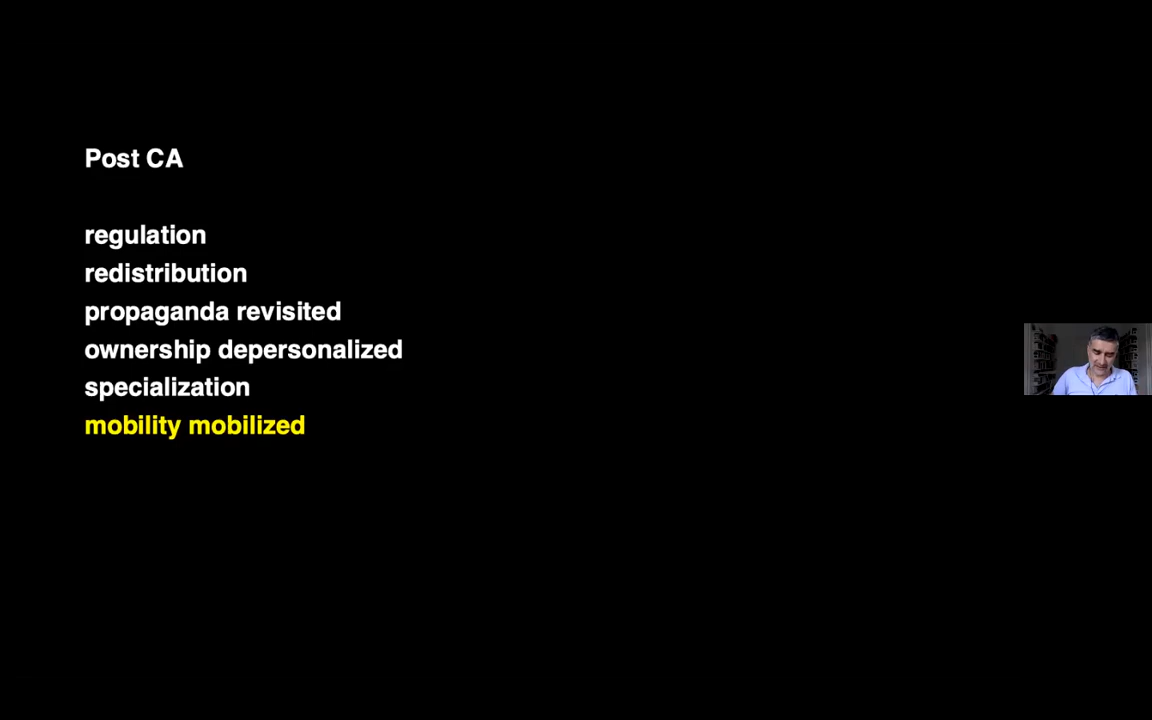 Post CA
regulation
redistribution
propaganda revisited
ownership depersonalized
specialization
mobility mobilized